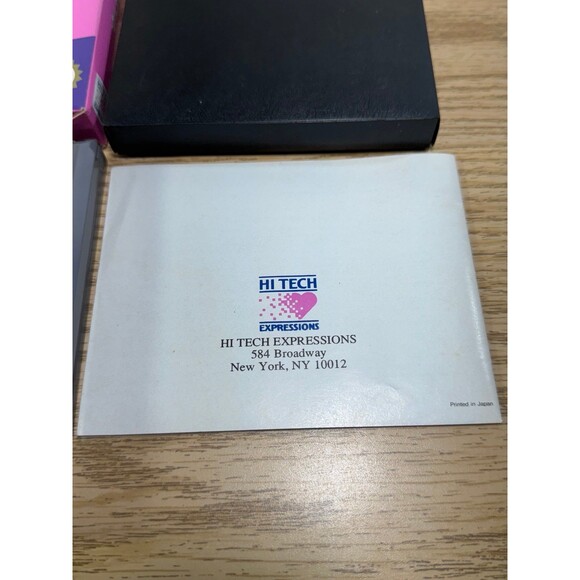 HI TECH
EXPRESSIONS
HI TECH EXPRESSIONS
584 Broadway
New York, NY 10012
Printed in Japan